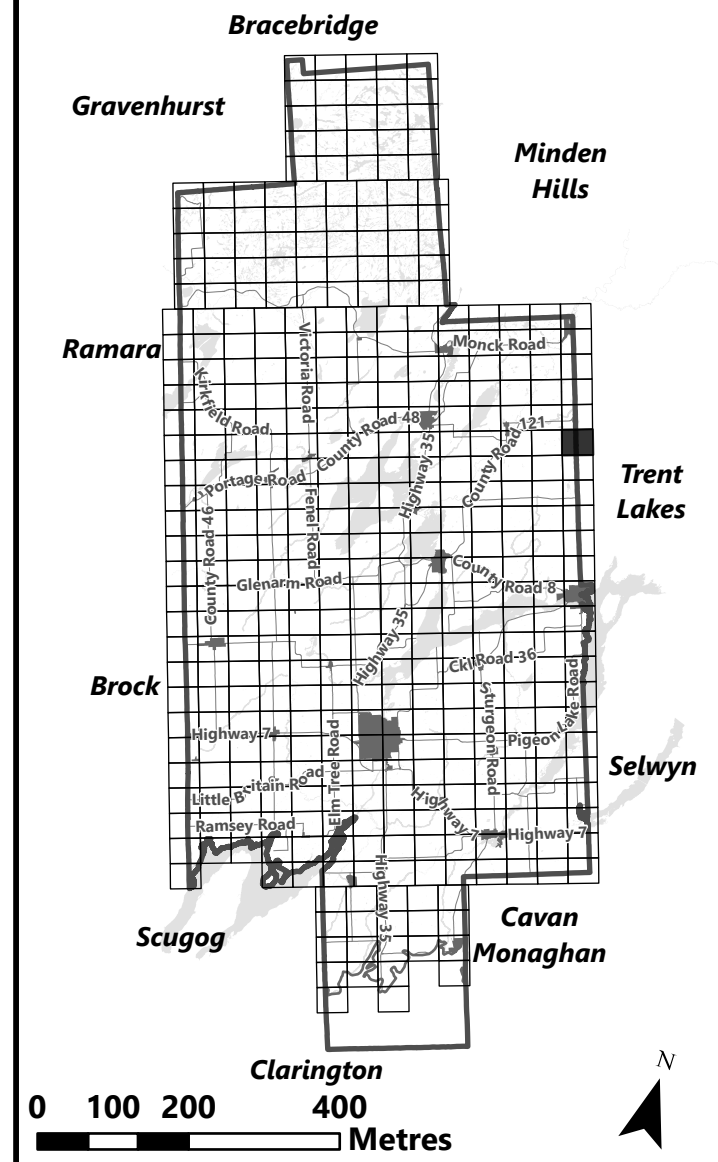 Bracebridge
Gravenhurst
Minden
Hills
Ramara
Victoria Road
Monck Road
Kirkfield Road
County Road 48
Highway 35
County Road 121
Portage Road
Trent
Lakes
Fenel Road
County Road 46
Glenarm Road
County Road 8
Highway 35
Ckl Road 36
Brock
Sturgeon Road
Pigeon Lake Road
Highway 7
Elm Tree Road
Selwyn
Little Britain Road
Highway 7
Ramsey Road
Highway 7
Highway 35
Scugog
Cavan
Monaghan
Clarington
N
0 100 200 400
Metres